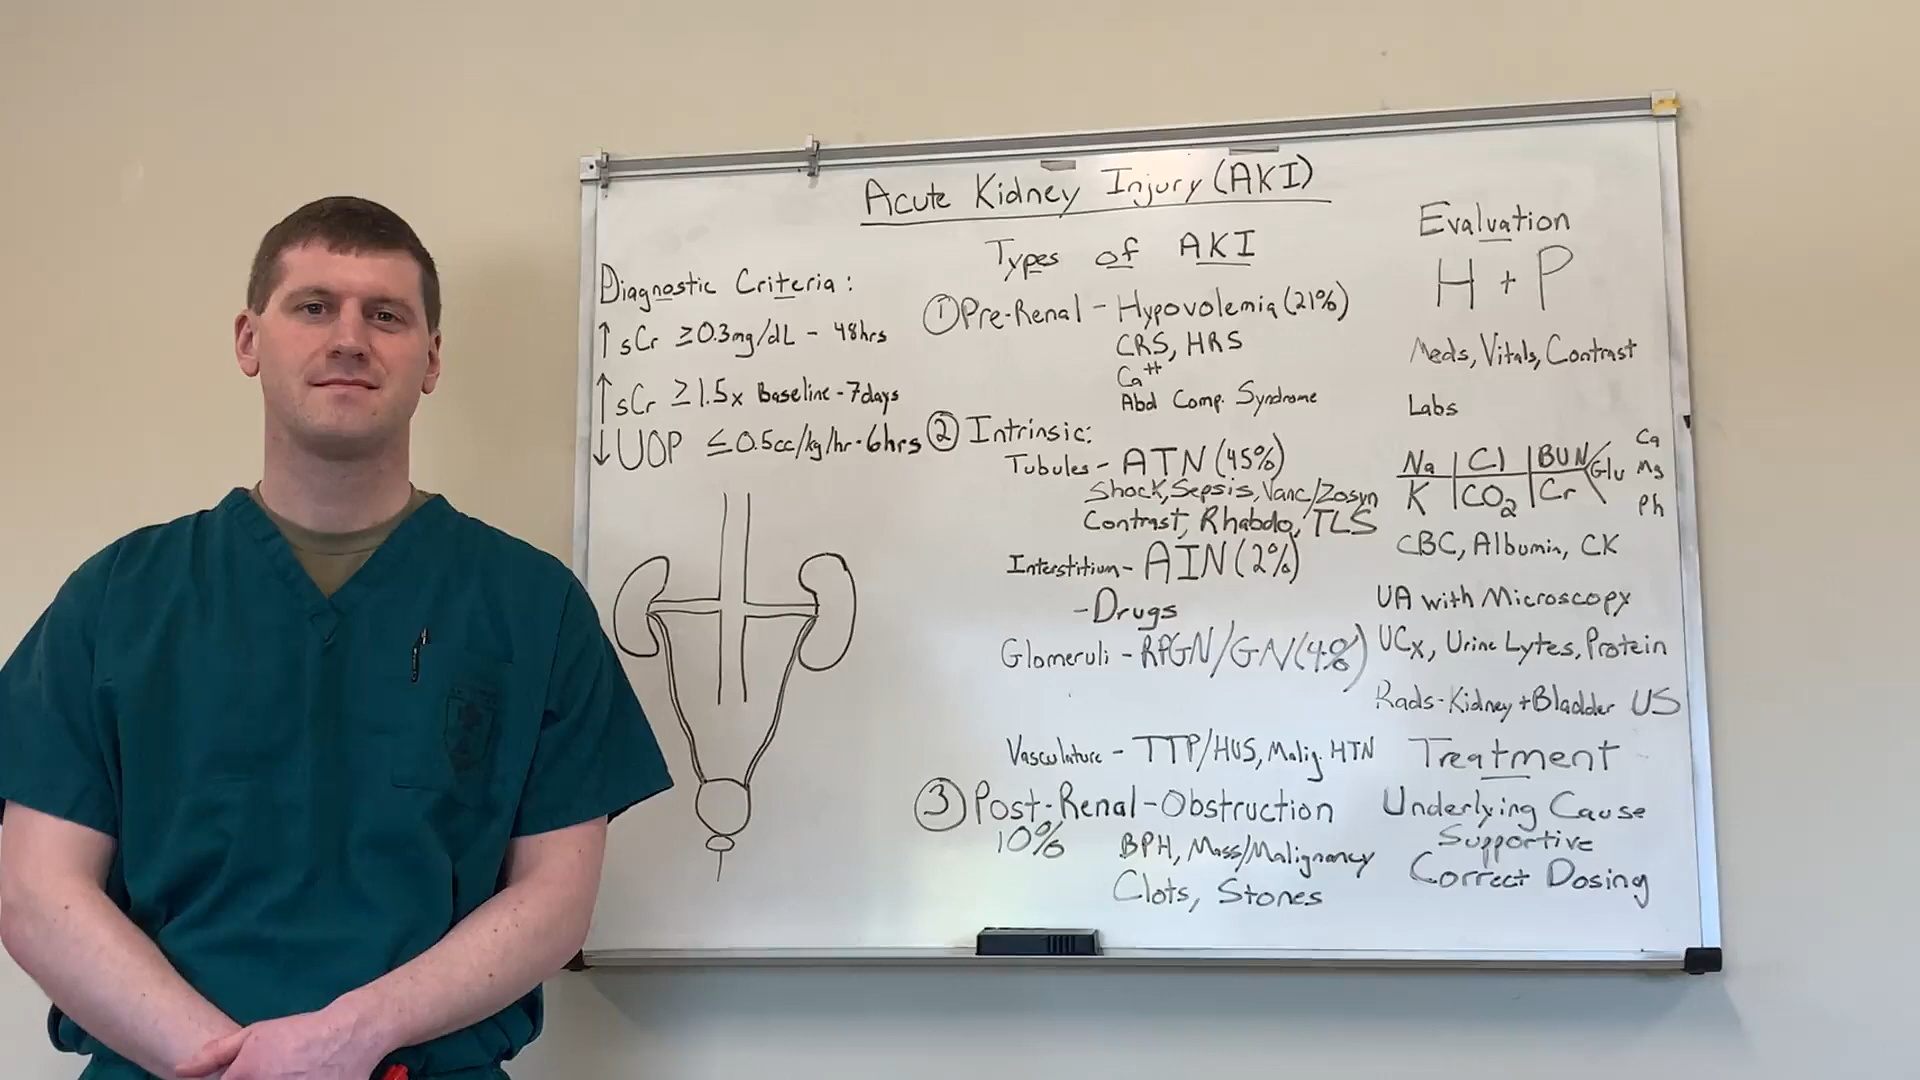 Acute Kidney Injury (AKI)
Diagnostic Criteria:
↑ sCr ≥0.3mg/dL - 48hrs
↑ sCr ≥1.5x Baseline - 7days
↓ UOP ≤0.5cc/kg/hr - 6hrs
Types of AKI
① Pre-Renal - Hypovolemia (21%)
CRS, HRS
Ca++
Abd Comp. Syndrome
② Intrinsic:
Tubules - ATN (45%)
Shock, Sepsis, Vanc/Zosyn
Contrast, Rhabdo, TLS
Interstitium - AIN (2%)
- Drugs
Glomeruli - RPGN/GN (4%)
Vasculature - TTP/HUS, Malig. HTN
③ Post-Renal - Obstruction
10%
BPH, Mass/Malignancy
Clots, Stones
Evaluation
H + P
Meds, Vitals, Contrast
Labs
Na Cl BUN Glu
K CO2 Cr
Ca
Mg
Ph
CBC, Albumin, CK
UA with Microscopy
UCx, Urine Lytes, Protein
Rads - Kidney + Bladder US
Treatment
Underlying Cause
Supportive
Correct Dosing